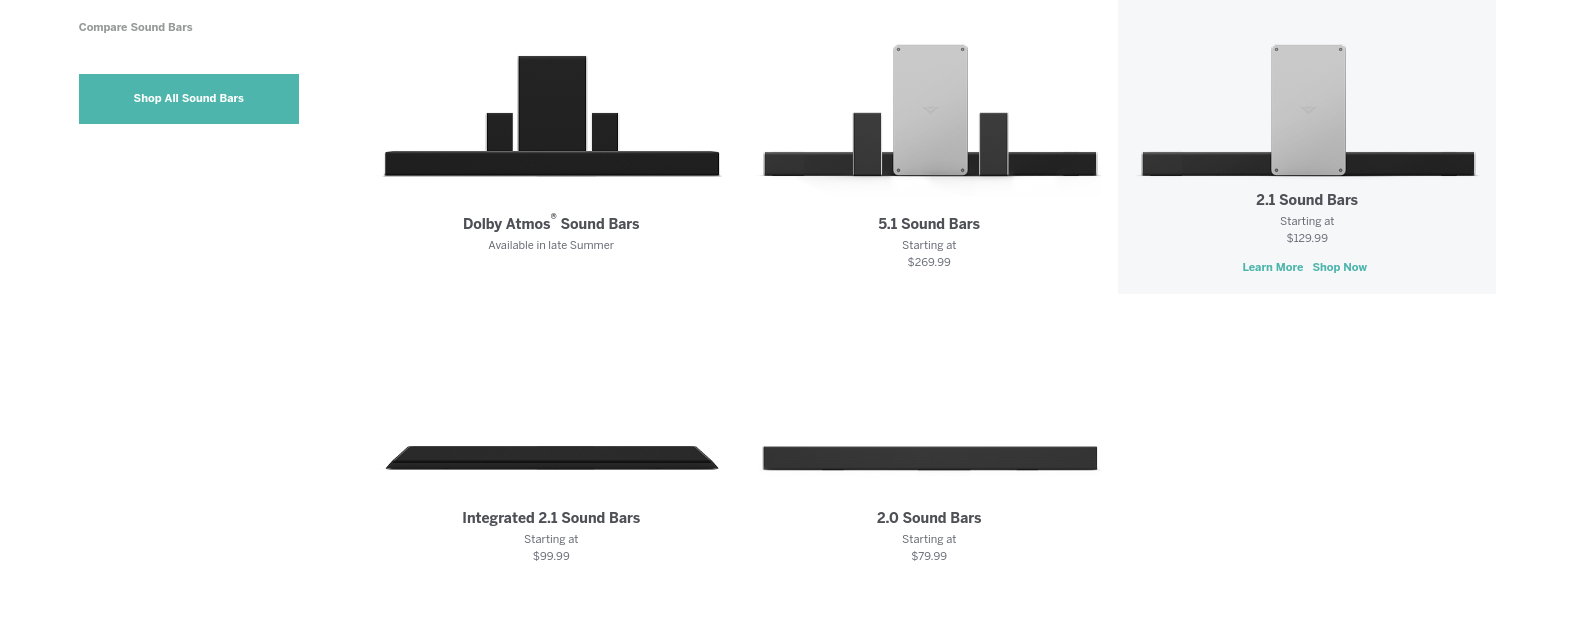 Compare Sound Bars
Shop All Sound Bars
Dolby Atmos® Sound Bars
Available in late Summer
5.1 Sound Bars
Starting at
$269.99
2.1 Sound Bars
Starting at
$129.99
Learn More Shop Now
Integrated 2.1 Sound Bars
Starting at
$99.99
2.0 Sound Bars
Starting at
$79.99